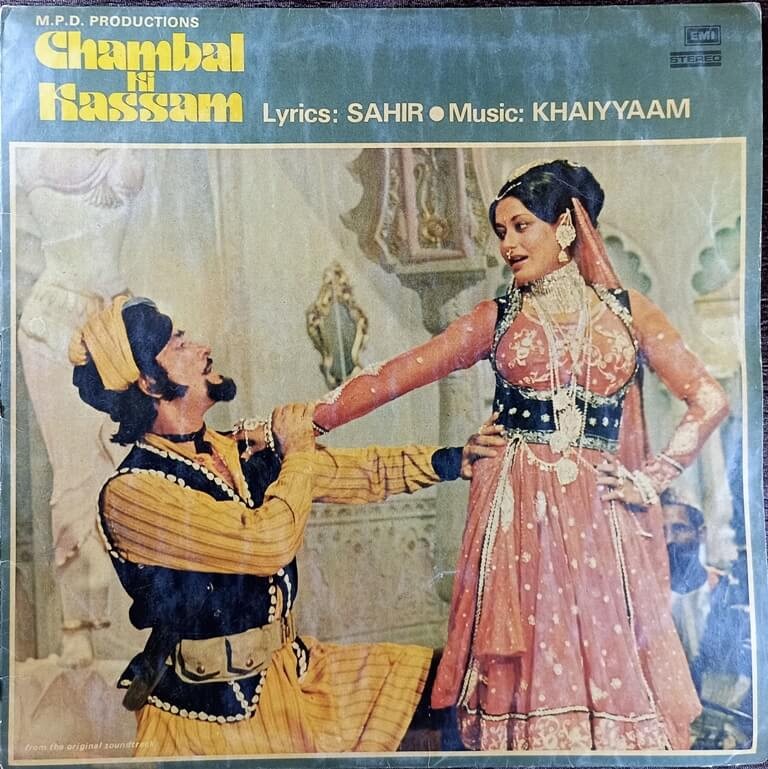 M.P.D. PRODUCTIONS
Chambal
Ki
Kassam
Lyrics: SAHIR ● Music: KHAIYYAAM
EMI
STEREO
from the original soundtrack